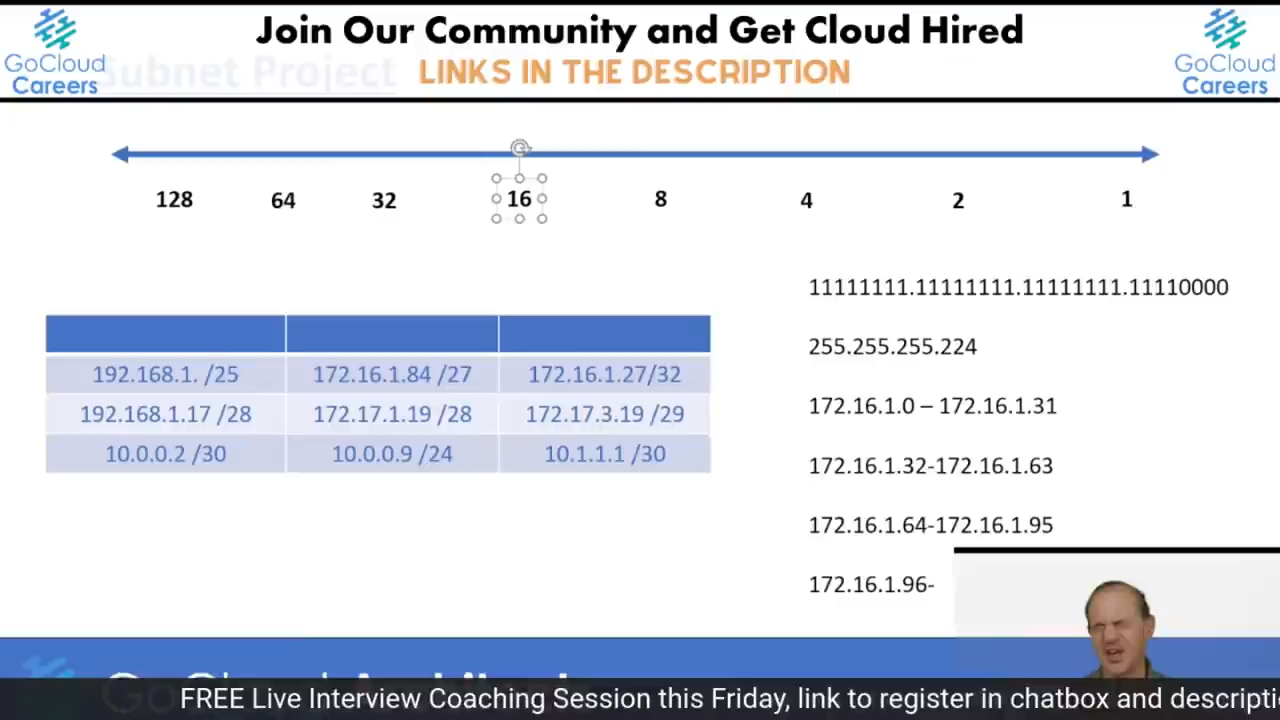 Join Our Community and Get Cloud Hired
GoCloud
Careers
Subnet Project
LINKS IN THE DESCRIPTION
GoCloud
Careers
128 64 32 16 8 4 2 1
11111111.11111111.11111111.11110000
255.255.255.224
192.168.1. /25 172.16.1.84 /27 172.16.1.27/32
192.168.1.17 /28 172.17.1.19 /28 172.17.3.19 /29
10.0.0.2 /30 10.0.0.9 /24 10.1.1.1 /30
172.16.1.0 – 172.16.1.31
172.16.1.32-172.16.1.63
172.16.1.64-172.16.1.95
172.16.1.96-
FREE Live Interview Coaching Session this Friday, link to register in chatbox and descripti